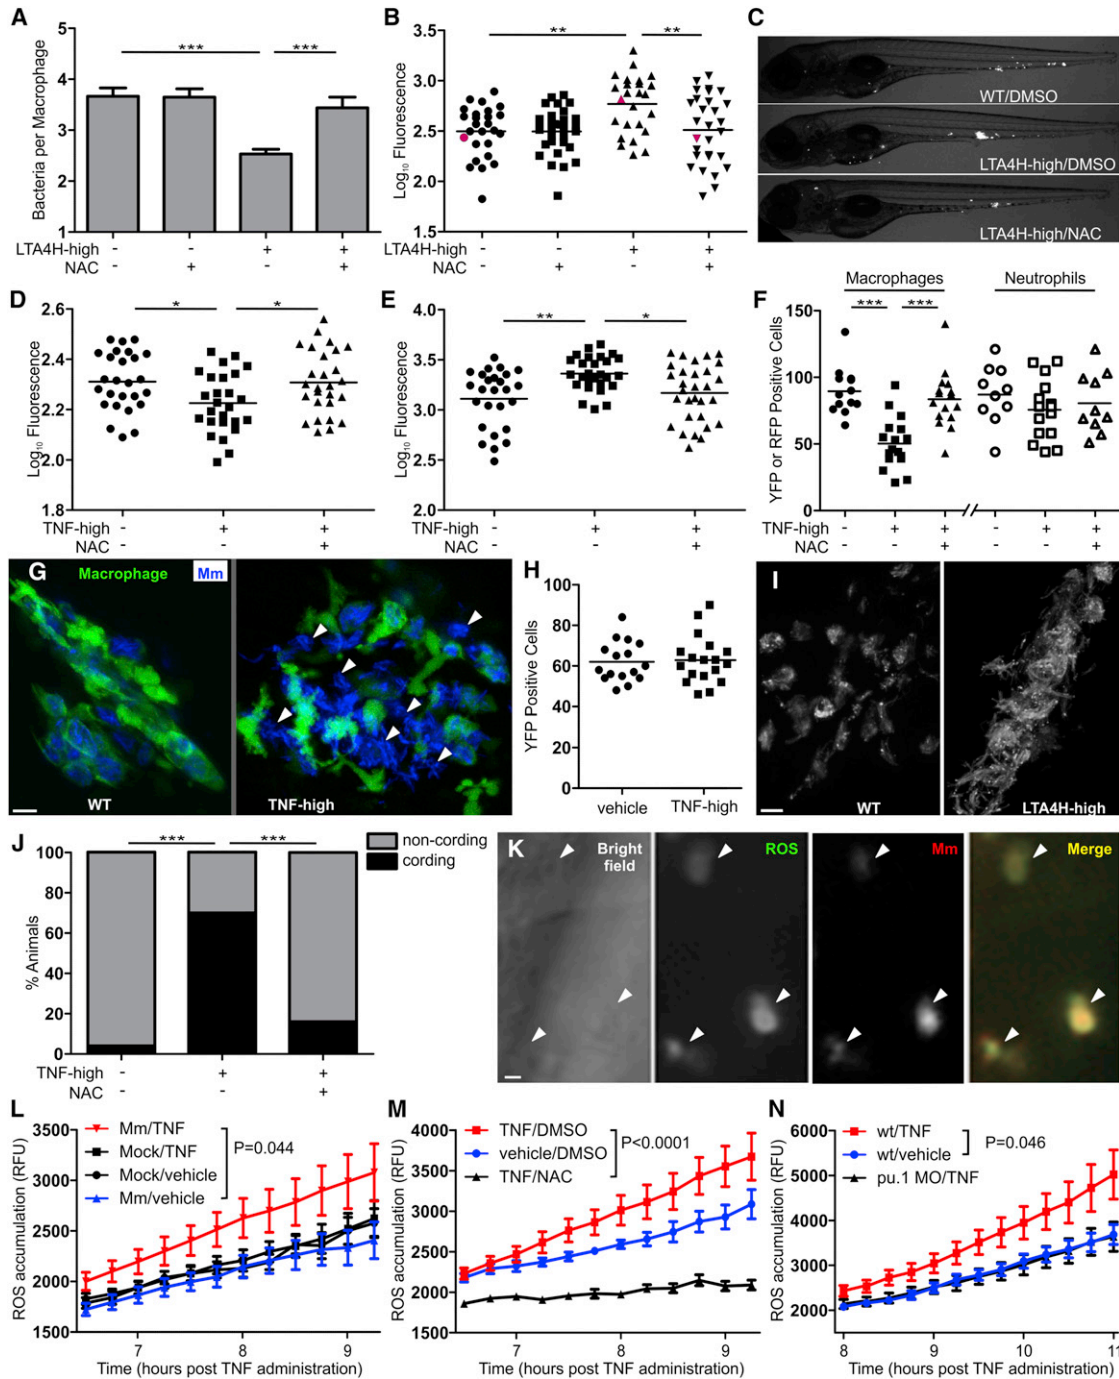 A
Bacteria per Macrophage
5
4
3
2
1
***
***
LTA4H-high - - + +
NAC - + - +
B
Log₁₀ Fluorescence
3.5
3.0
2.5
2.0
1.5
**
**
- - + +
- + - +
C
WT/DMSO
LTA4H-high/DMSO
LTA4H-high/NAC
D
Log₁₀ Fluorescence
2.6
2.4
2.2
2.0
1.8
*
*
TNF-high - + +
NAC - - +
E
Log₁₀ Fluorescence
4.0
3.5
3.0
2.5
2.0
**
*
TNF-high - + +
NAC - - +
F
Macrophages
Neutrophils
YFP or RFP Positive Cells
150
100
50
0
***
***
TNF-high - + + - + +
NAC - - + - - +
G
Macrophage
Mm
WT
TNF-high
H
YFP Positive Cells
100
80
60
40
20
0
vehicle
TNF-high
I
WT
LTA4H-high
J
***
***
non-cording
cording
% Animals
100
80
60
40
20
0
TNF-high - + +
NAC - - +
K
Bright
field
ROS
Mm
Merge
L
Mm/TNF
Mock/TNF
Mock/vehicle
Mm/vehicle
P=0.044
ROS accumulation (RFU)
3500
3000
2500
2000
1500
7 8 9
Time (hours post TNF administration)
M
TNF/DMSO
vehicle/DMSO
TNF/NAC
P<0.0001
ROS accumulation (RFU)
4000
3500
3000
2500
2000
1500
7 8 9
Time (hours post TNF administration)
N
wt/TNF
wt/vehicle
pu.1 MO/TNF
P=0.046
ROS accumulation (RFU)
6000
5000
4000
3000
2000
8 9 10 11
Time (hours post TNF administration)